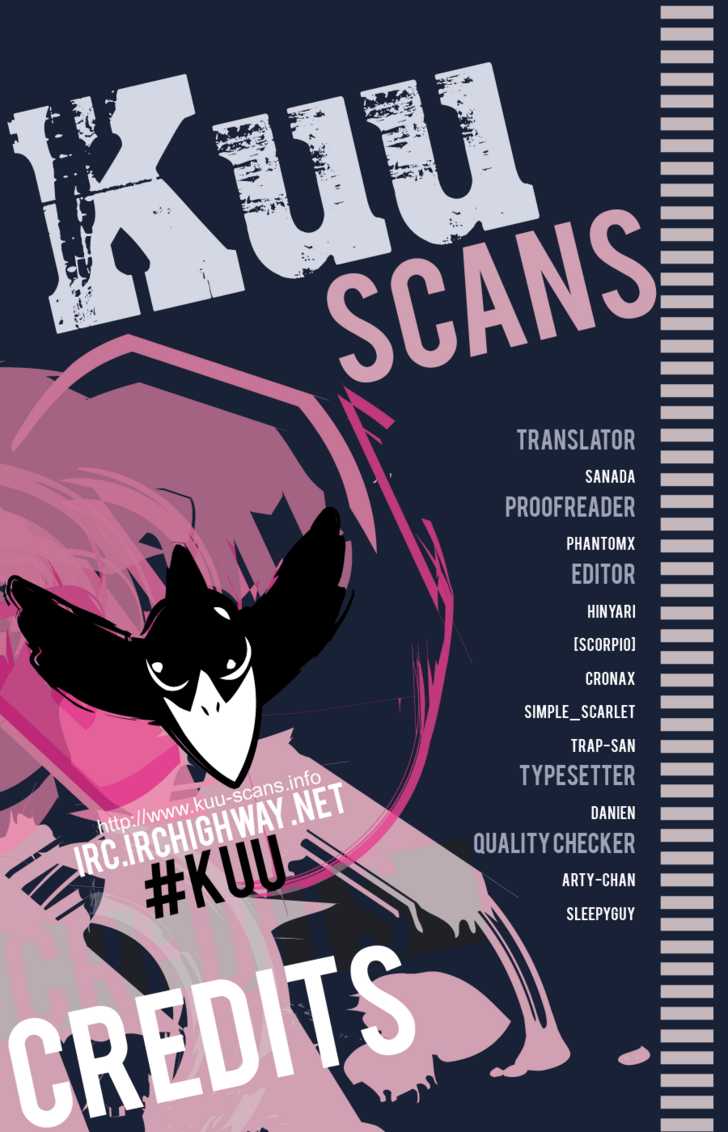 Kuu
SCANS
TRANSLATOR
SANADA
PROOFREADER
PHANTOMX
EDITOR
HINYARI
[SCORPIO]
CRONAX
SIMPLE_SCARLET
TRAP-SAN
TYPESETTER
DANIEN
QUALITY CHECKER
ARTY-CHAN
SLEEPYGUY
http://www.kuu-scans.info
IRC.IRCHIGHWAY.NET
#KUU
CREDITS